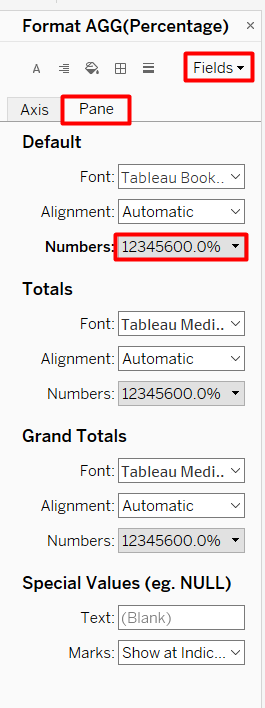 Format AGG(Percentage) ×
A Fields
Axis Pane
Default
Font: Tableau Book..
Alignment: Automatic
Numbers: 12345600.0%
Totals
Font: Tableau Medi..
Alignment: Automatic
Numbers: 12345600.0%
Grand Totals
Font: Tableau Medi..
Alignment: Automatic
Numbers: 12345600.0%
Special Values (eg. NULL)
Text: (Blank)
Marks: Show at Indic...